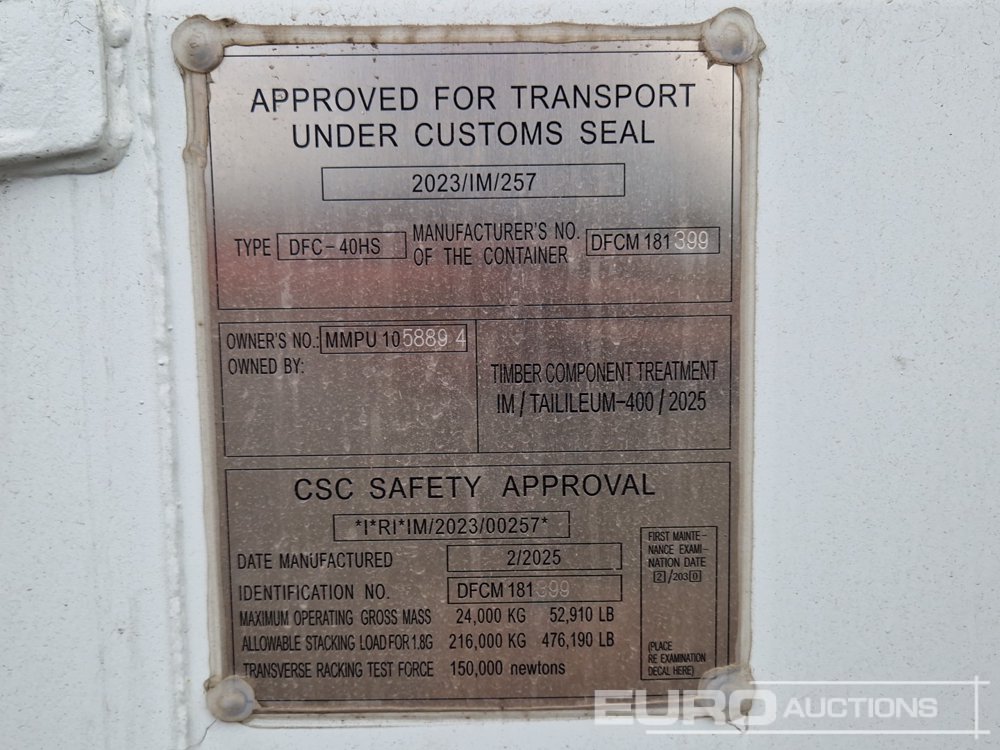 APPROVED FOR TRANSPORT
UNDER CUSTOMS SEAL
2023/IM/257
TYPE DFC-40HS MANUFACTURER'S NO. OF THE CONTAINER DFCM 181399
OWNER'S NO.: MMPU 105889 4
OWNED BY:
TIMBER COMPONENT TREATMENT
IM/TAILILEUM-400/2025
CSC SAFETY APPROVAL
*I*RI*IM/2023/00257*
DATE MANUFACTURED 2/2025
IDENTIFICATION NO. DFCM 181399
MAXIMUM OPERATING GROSS MASS 24,000 KG 52,910 LB
ALLOWABLE STACKING LOAD FOR 1.8G 216,000 KG 476,190 LB
TRANSVERSE RACKING TEST FORCE 150,000 newtons
FIRST MAINTE-
NANCE EXAMI-
NATION DATE
2/2030
(PLACE
RE EXAMINATION
DECAL HERE)
EURO AUCTIONS